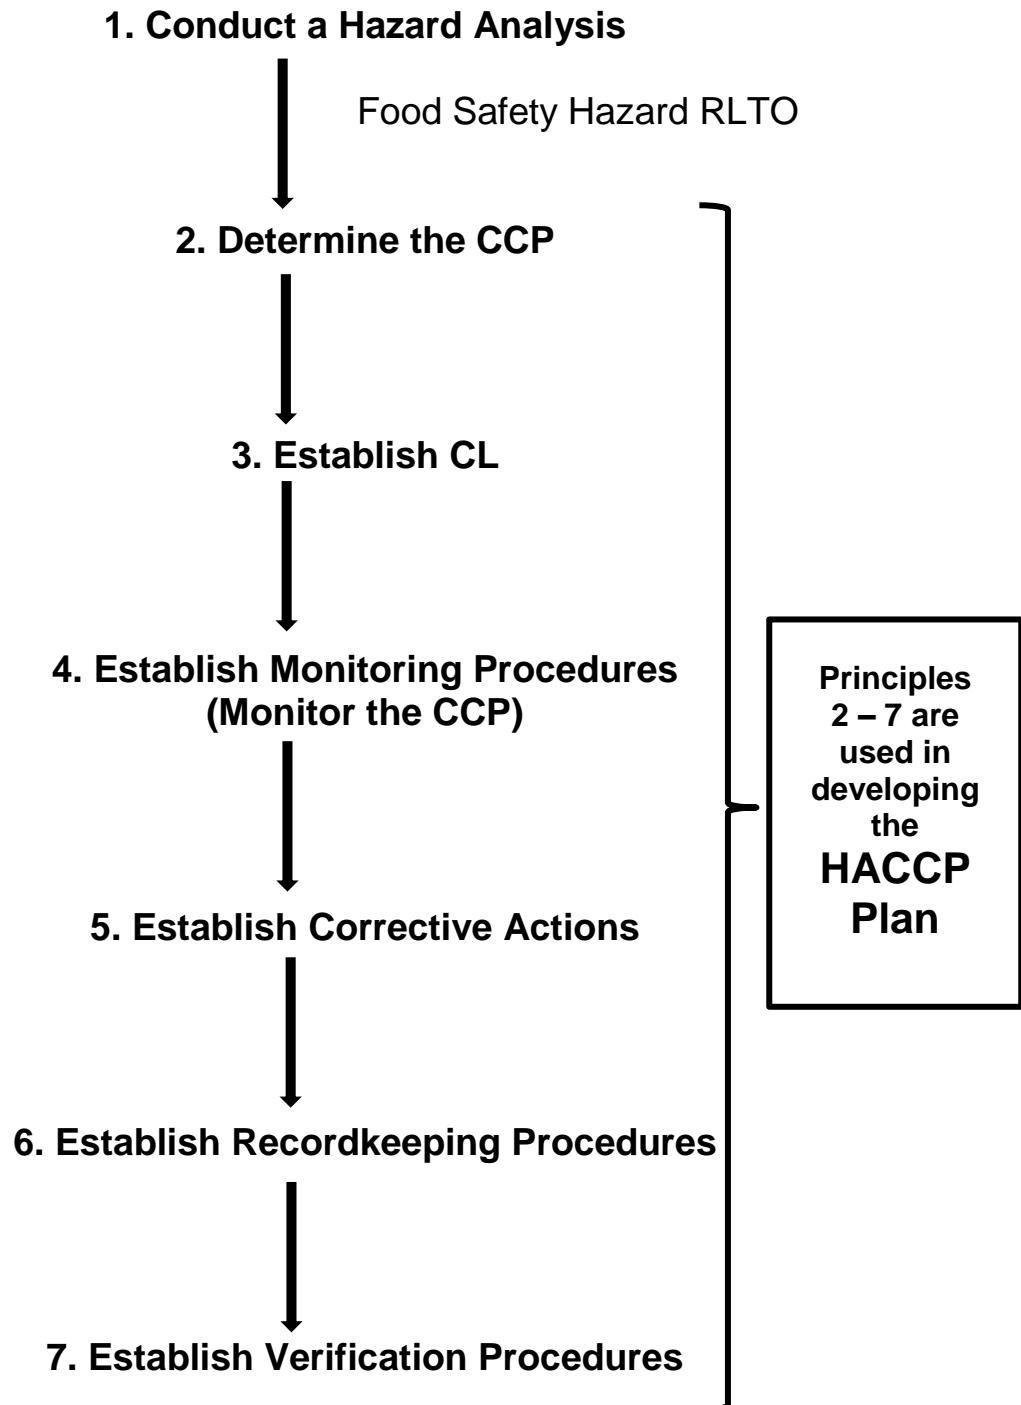 1. Conduct a Hazard Analysis
Food Safety Hazard RLTO
2. Determine the CCP
3. Establish CL
4. Establish Monitoring Procedures
(Monitor the CCP)
5. Establish Corrective Actions
6. Establish Recordkeeping Procedures
7. Establish Verification Procedures
Principles
2 – 7 are
used in
developing
the
HACCP
Plan